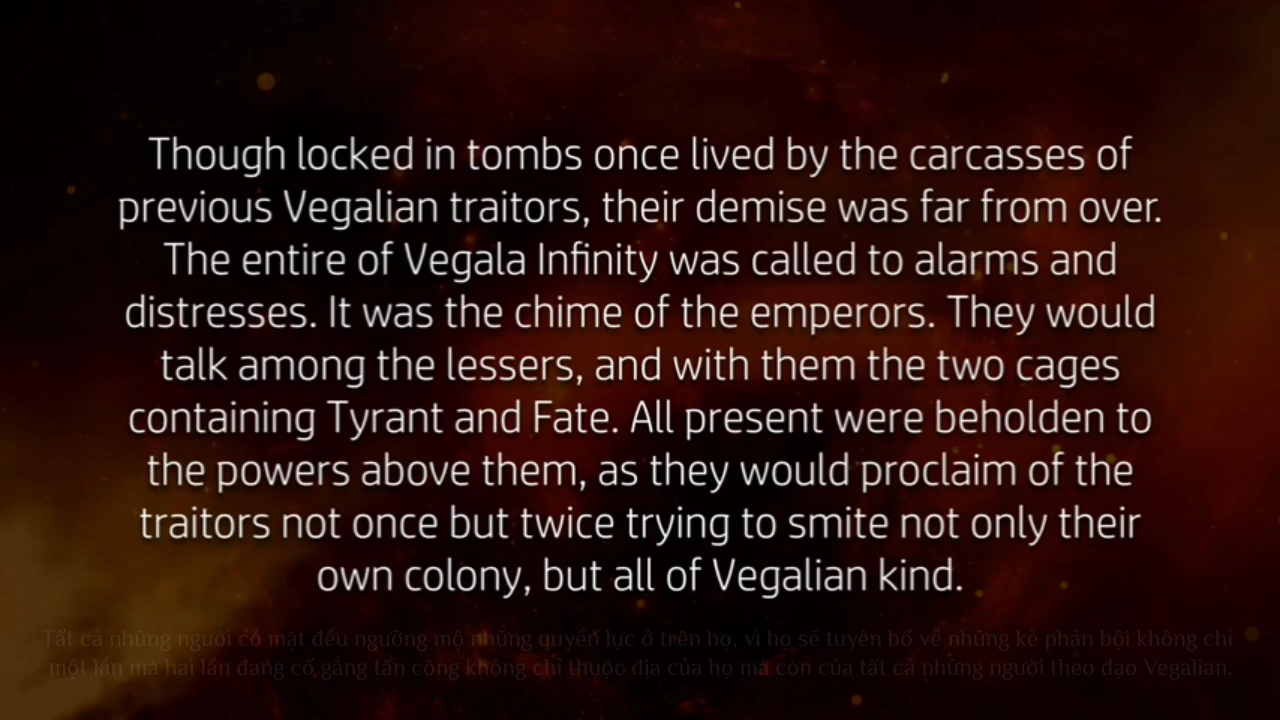 Though locked in tombs once lived by the carcasses of
previous Vegalian traitors, their demise was far from over.
The entire of Vegala Infinity was called to alarms and
distresses. It was the chime of the emperors. They would
talk among the lessers, and with them the two cages
containing Tyrant and Fate. All present were beholden to
the powers above them, as they would proclaim of the
traitors not once but twice trying to smite not only their
own colony, but all of Vegalian kind.
Tất cả những người có mặt đều ngưỡng mộ những quyền lực ở trên họ, vì họ sẽ tuyên bố về những kẻ phản bội không chỉ
một lần mà hai lần đang cố gắng tấn công không chỉ thuộc địa của họ mà còn của tất cả những người theo đạo Vegalian.